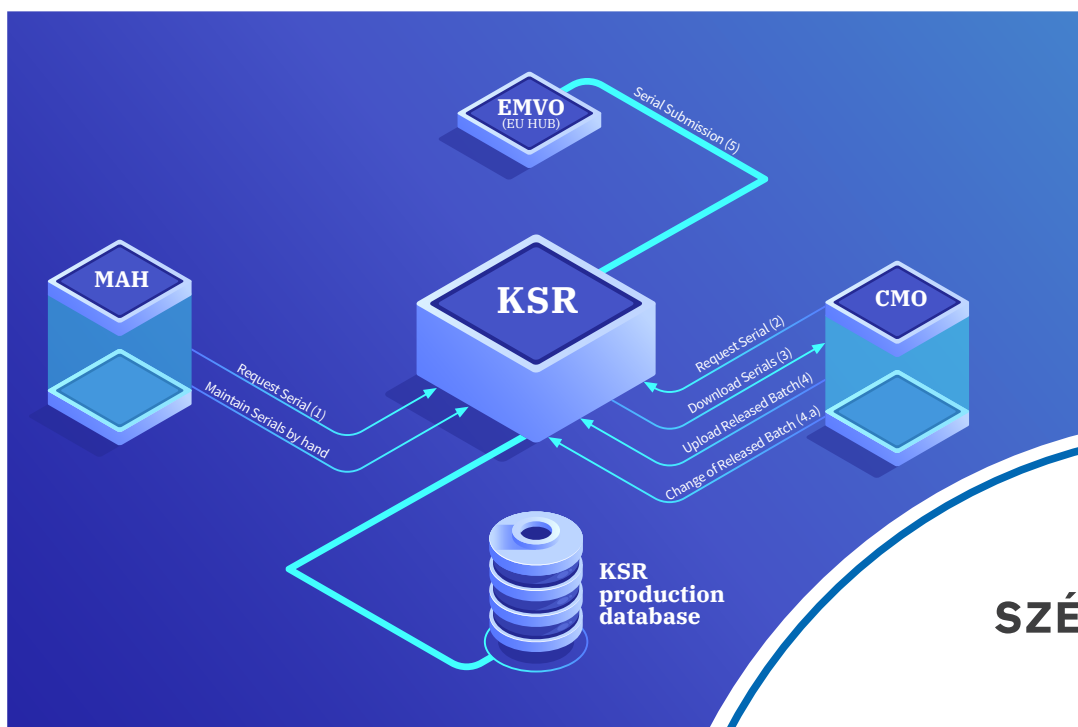 EMVO
(EU HUB)
Serial Submission (5)
MAH
KSR
CMO
Request Serial (1)
Maintain Serials by hand
Request Serial (2)
Download Serials (3)
Upload Released Batch(4)
Change of Released Batch (4.a)
KSR
production
database
SZÉ